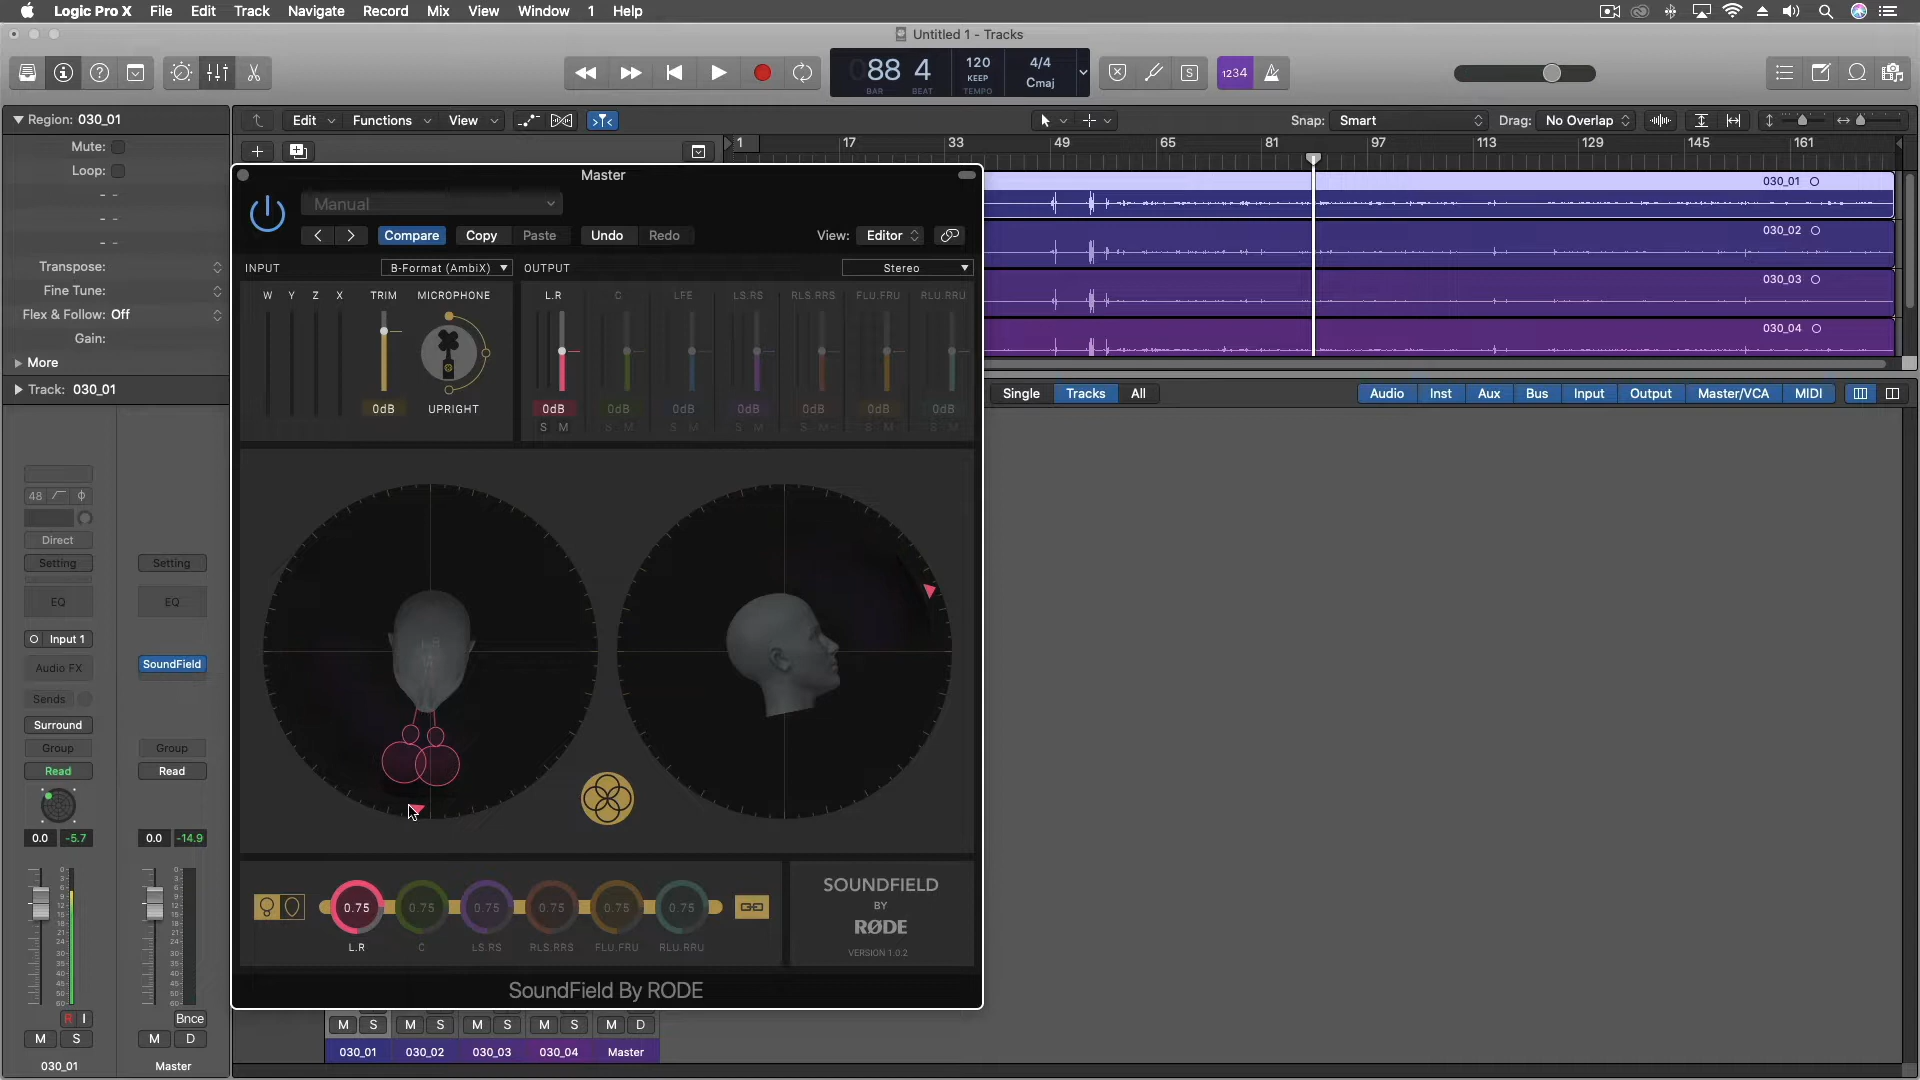 Logic Pro X File Edit Track Navigate Record Mix View Window 1 Help
Untitled 1 - Tracks
88 4 120 4/4
KEEP Cmaj
BAR BEAT TEMPO
1234
Region: 030_01
Mute:
Loop:
Transpose:
Fine Tune:
Flex & Follow: Off
Gain:
More
Track: 030_01
Edit Functions View Snap: Smart Drag: No Overlap
1 17 33 49 65 81 97 113 129 145 161
030_01
030_02
030_03
030_04
Master
Manual
Compare Copy Paste Undo Redo View: Editor
INPUT B-Format (AmbiX) OUTPUT Stereo
W Y Z X TRIM MICROPHONE L.R C LFE LS.RS RLS.RRS FLU.FRU RLU.RRU
0dB UPRIGHT 0dB 0dB 0dB 0dB 0dB 0dB 0dB
S M S M S M S M S M S M S M
Single Tracks All Audio Inst Aux Bus Input Output Master/VCA MIDI
48
Direct
Setting Setting
EQ EQ
Input 1
Audio FX SoundField
Sends
Surround
Group Group
Read Read
0.0 -5.7 0.0 -14.9
R I Bnce
M S M D
030_01 Master
0.75 0.75 0.75 0.75 0.75 0.75
L.R C LS.RS RLS.RRS FLU.FRU RLU.RRU
SOUNDFIELD
BY
RØDE
VERSION 1.0.2
SoundField By RODE
M S M S M S M S M D
030_01 030_02 030_03 030_04 Master